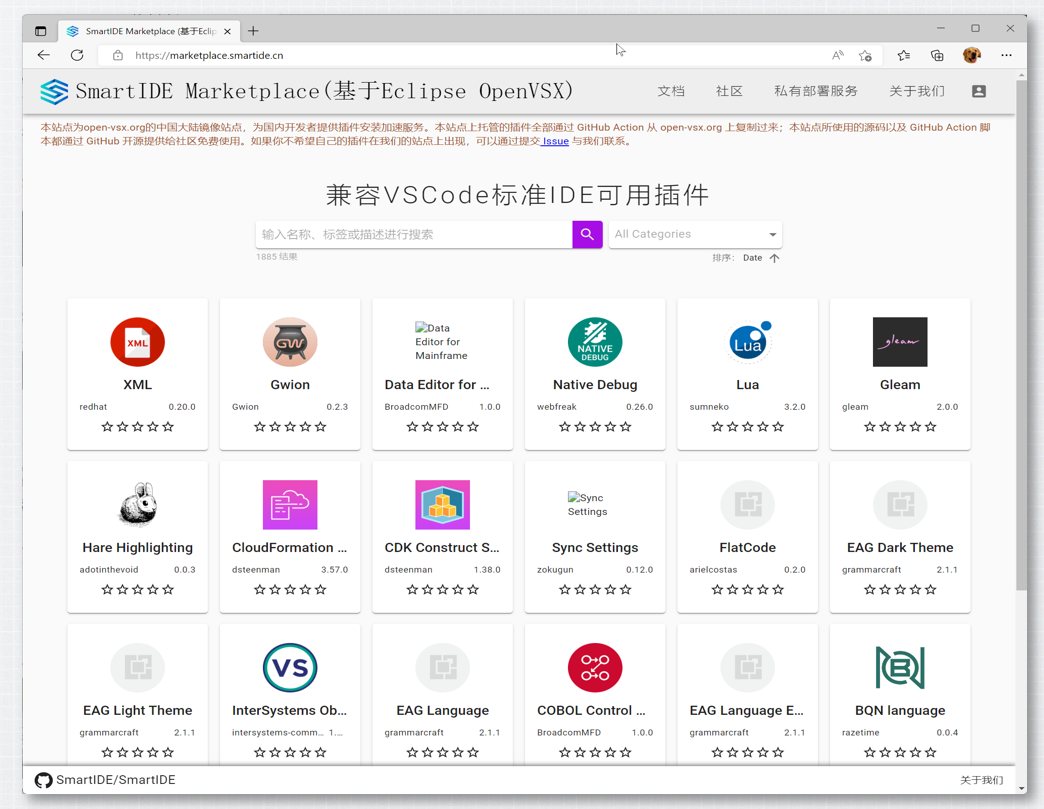 SmartIDE Marketplace (基于Eclip
https://marketplace.smartide.cn
SmartIDE Marketplace(基于Eclipse OpenVSX)
文档 社区 私有部署服务 关于我们
本站点为open-vsx.org的中国大陆镜像站点，为国内开发者提供插件安装加速服务。本站点上托管的插件全部通过 GitHub Action 从 open-vsx.org 上复制过来；本站点所使用的源码以及 GitHub Action 脚
本都通过 GitHub 开源提供给社区免费使用。如果你不希望自己的插件在我们的站点上出现，可以通过提交 Issue 与我们联系。
兼容VSCode标准IDE可用插件
输入名称、标签或描述进行搜索 All Categories
1885 结果 排序: Date
XML
GW
Data
Editor for
Mainframe
NATIVE
DEBUG
Lua
gleam
XML Gwion Data Editor for ... Native Debug Lua Gleam
redhat 0.20.0 Gwion 0.2.3 BroadcomMFD 1.0.0 webfreak 0.26.0 sumneko 3.2.0 gleam 2.0.0
Sync
Settings
Hare Highlighting CloudFormation ... CDK Construct S... Sync Settings FlatCode EAG Dark Theme
adotinthevoid 0.0.3 dsteenman 3.57.0 dsteenman 1.38.0 zokugun 0.12.0 arielcostas 0.2.0 grammarcraft 2.1.1
VS
BQN
EAG Light Theme InterSystems Ob... EAG Language COBOL Control ... EAG Language E... BQN language
grammarcraft 2.1.1 intersystems-comm... 1.... grammarcraft 2.1.1 BroadcomMFD 1.0.0 grammarcraft 2.1.1 razetime 0.0.4
SmartIDE/SmartIDE 关于我们